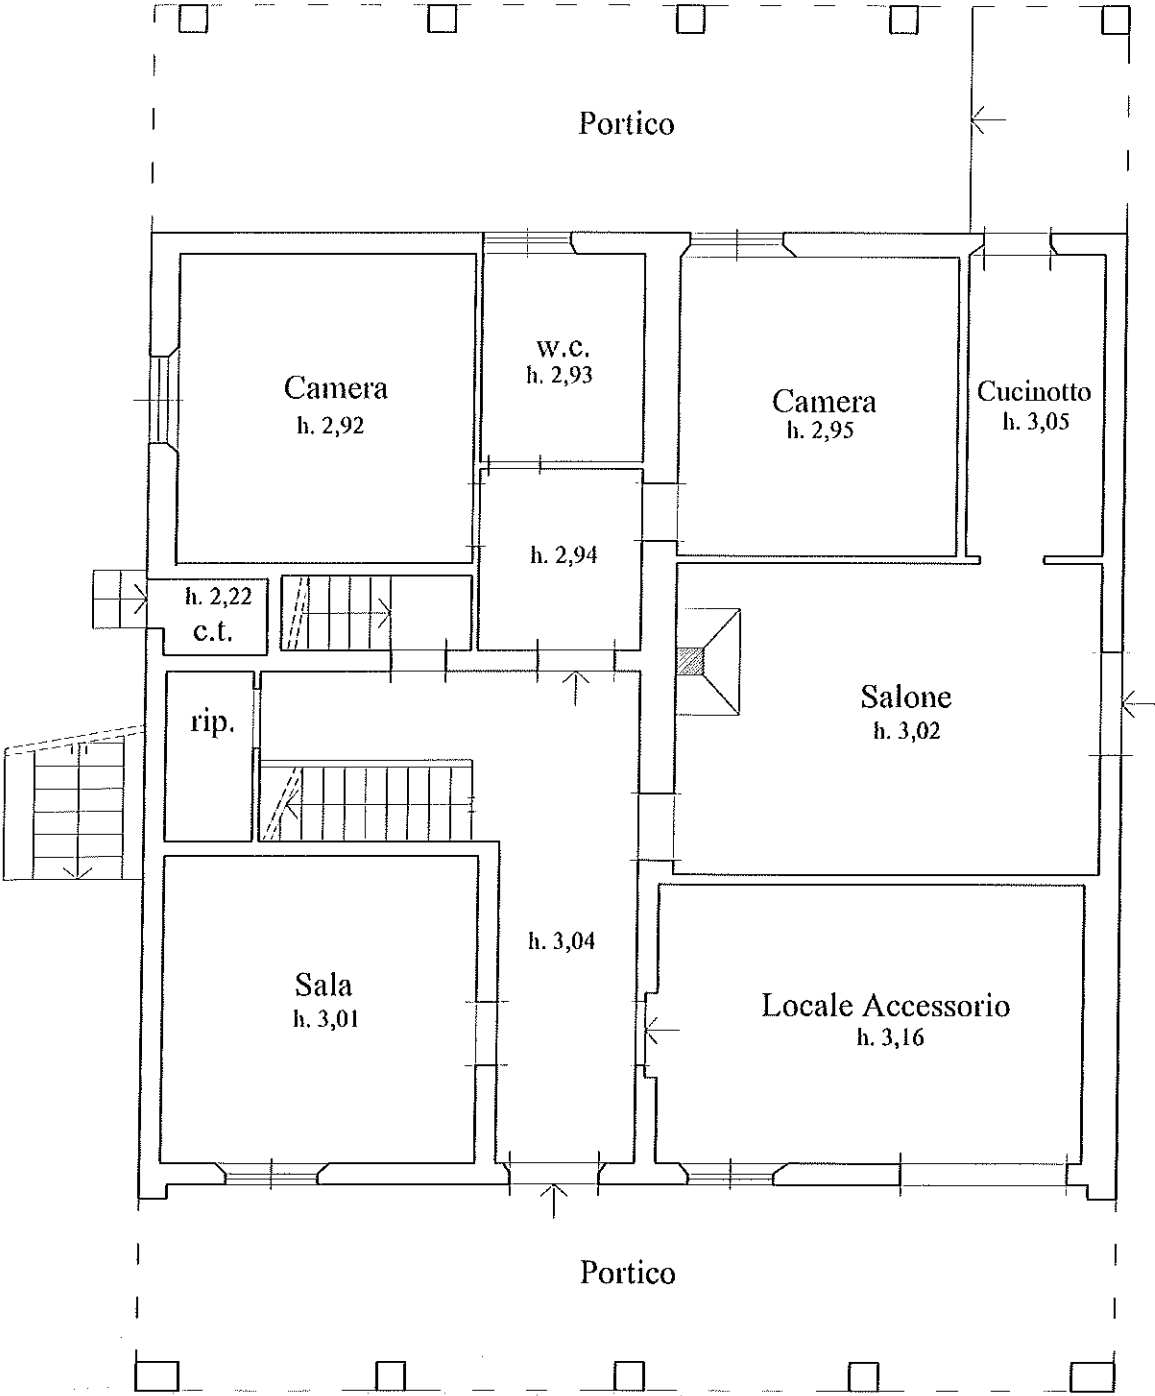 Portico
w.c.
h. 2,93
Camera
h. 2,92
Camera
h. 2,95
Cucinotto
h. 3,05
h. 2,94
h. 2,22
c.t.
rip.
Salone
h. 3,02
h. 3,04
Sala
h. 3,01
Locale Accessorio
h. 3,16
Portico